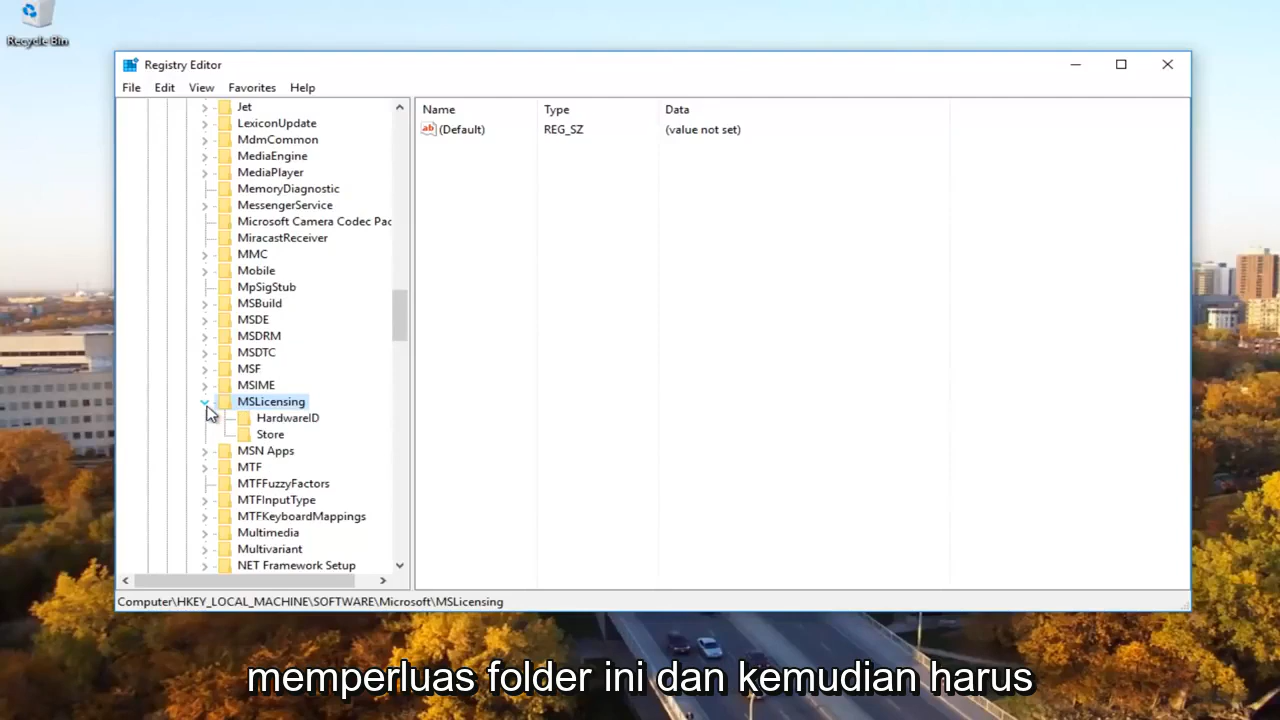 Recycle Bin
Registry Editor
File Edit View Favorites Help
Jet
LexiconUpdate
MdmCommon
MediaEngine
MediaPlayer
MemoryDiagnostic
MessengerService
Microsoft Camera Codec Pac
MiracastReceiver
MMC
Mobile
MpSigStub
MSBuild
MSDE
MSDRM
MSDTC
MSF
MSIME
MSLicensing
HardwareID
Store
MSN Apps
MTF
MTFFuzzyFactors
MTFInputType
MTFKeyboardMappings
Multimedia
Multivariant
NET Framework Setup
Name Type Data
ab (Default) REG_SZ (value not set)
Computer\HKEY_LOCAL_MACHINE\SOFTWARE\Microsoft\MSLicensing
memperluas folder ini dan kemudian harus